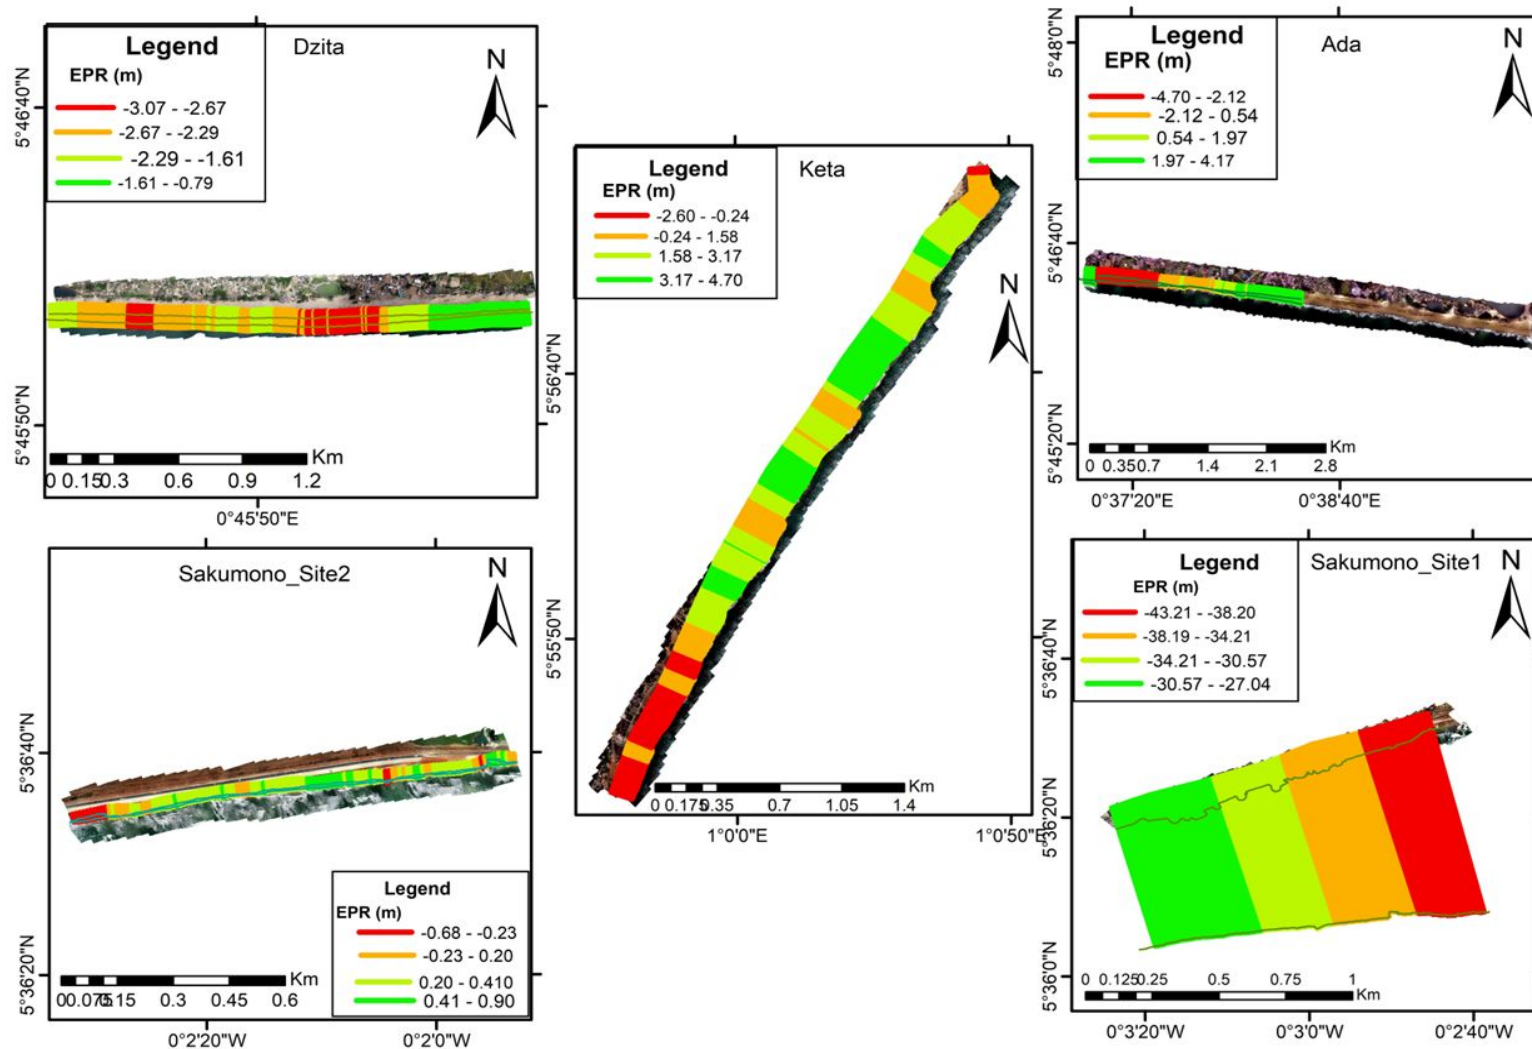 Legend
Dzita
EPR (m)
N
-3.07 - -2.67
-2.67 - -2.29
-2.29 - -1.61
-1.61 - -0.79
5°46'40"N
5°45'50"N
Km
0 0.15 0.3 0.6 0.9 1.2
0°45'50"E
Legend
Keta
EPR (m)
-2.60 - -0.24
-0.24 - 1.58
1.58 - 3.17
3.17 - 4.70
N
5°56'40"N
5°55'50"N
Km
0 0.175 0.35 0.7 1.05 1.4
1°0'0"E 1°0'50"E
Legend
Ada
EPR (m)
N
-4.70 - -2.12
-2.12 - 0.54
0.54 - 1.97
1.97 - 4.17
5°48'0"N
5°46'40"N
5°45'20"N
Km
0 0.35 0.7 1.4 2.1 2.8
0°37'20"E 0°38'40"E
Sakumono_Site2
N
5°36'40"N
5°36'20"N
Legend
EPR (m)
-0.68 - -0.23
-0.23 - 0.20
0.20 - 0.410
0.41 - 0.90
Km
0 0.075 0.15 0.3 0.45 0.6
0°2'20"W 0°2'0"W
Legend
Sakumono_Site1
N
EPR (m)
-43.21 - -38.20
-38.19 - -34.21
-34.21 - -30.57
-30.57 - -27.04
5°36'40"N
5°36'20"N
5°36'0"N
0 0.125 0.25 0.5 0.75 1
Km
0°3'20"W 0°3'0"W 0°2'40"W